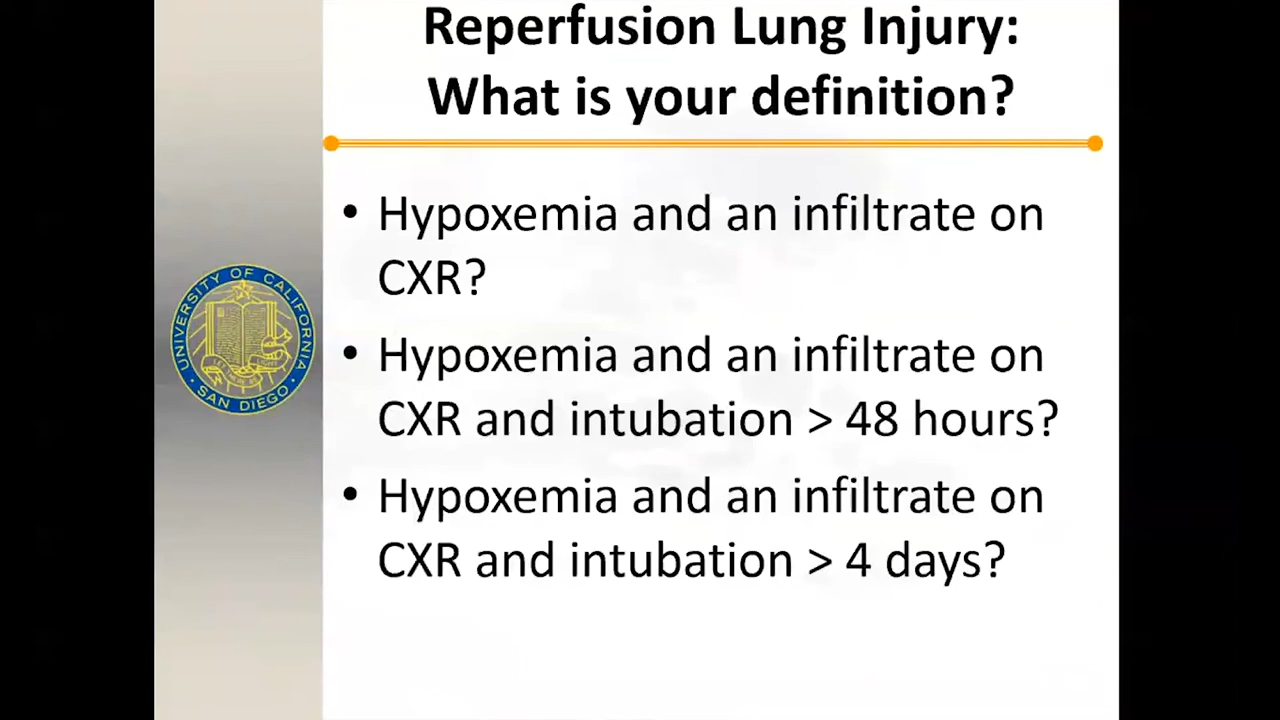 Reperfusion Lung Injury:
What is your definition?
• Hypoxemia and an infiltrate on
CXR?
• Hypoxemia and an infiltrate on
CXR and intubation > 48 hours?
• Hypoxemia and an infiltrate on
CXR and intubation > 4 days?
UNIVERSITY OF CALIFORNIA
SAN DIEGO